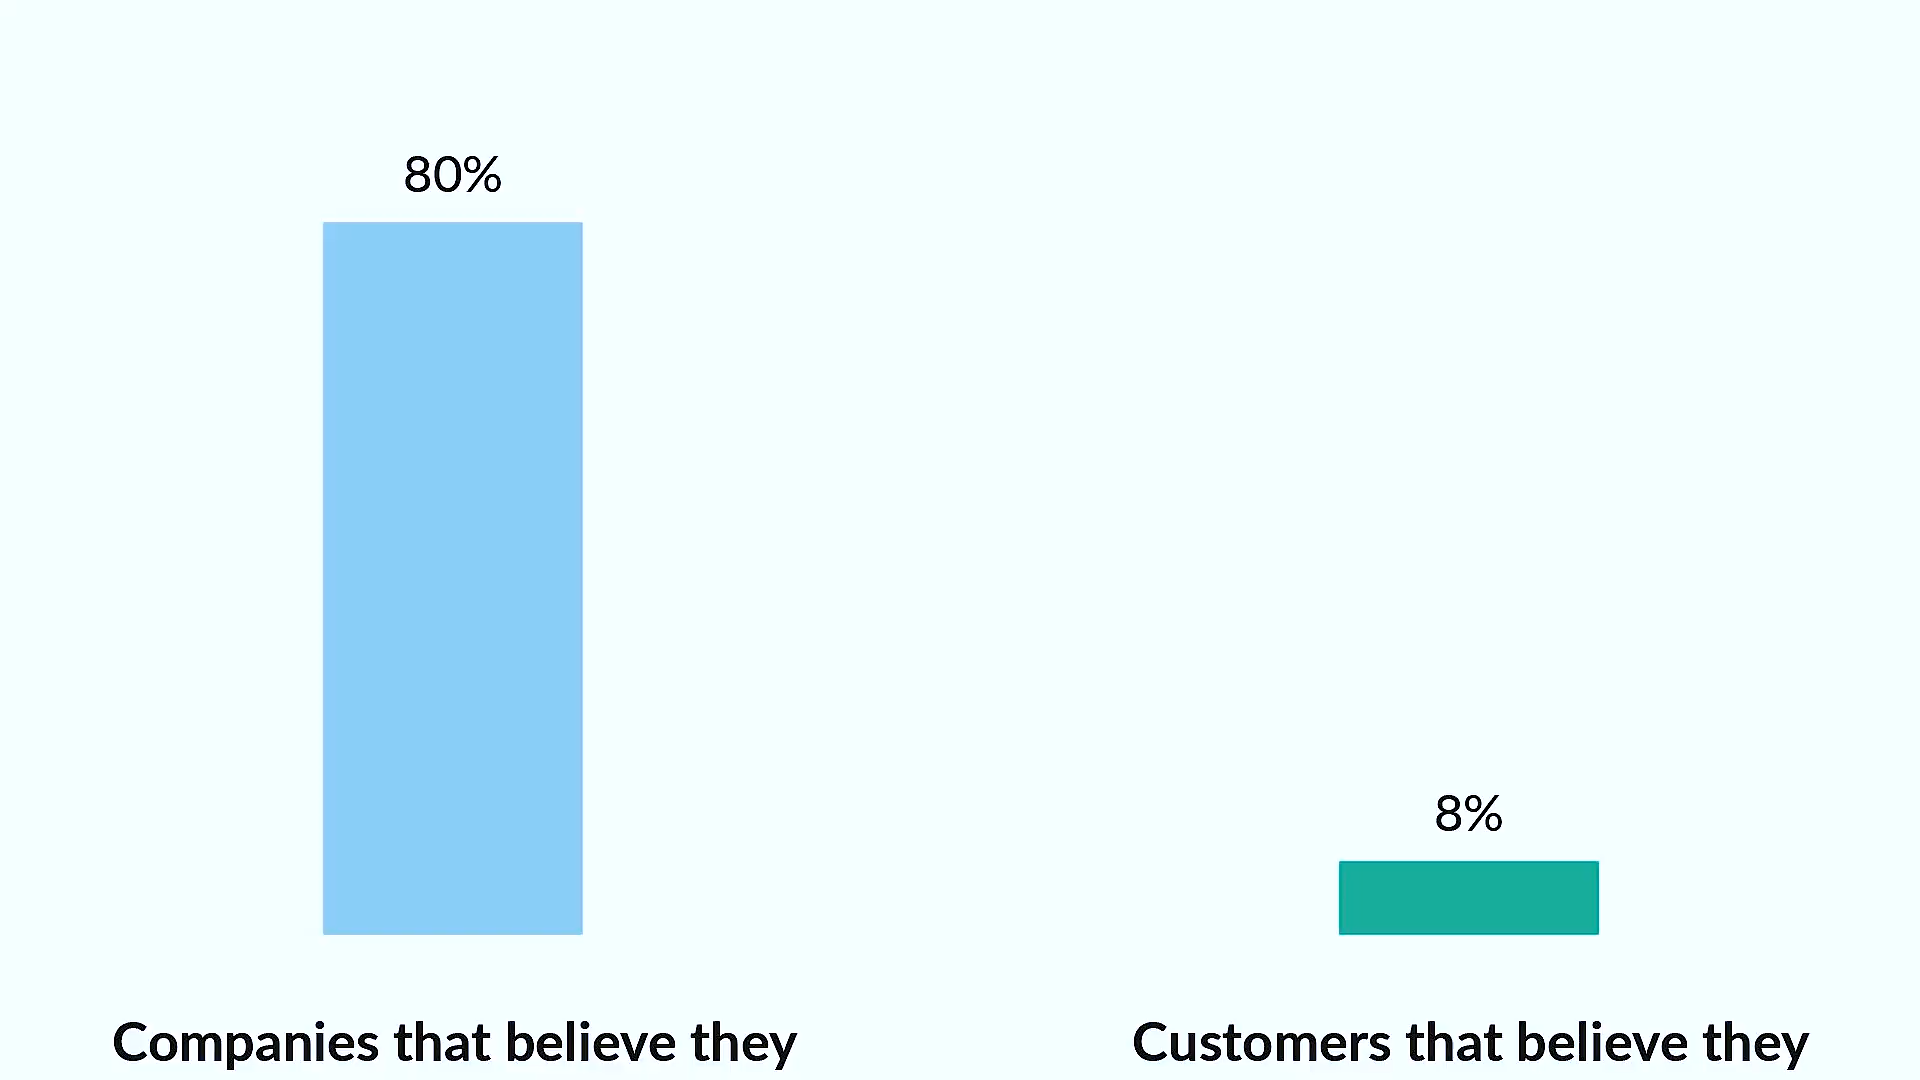 80%
8%
Companies that believe they
Customers that believe they